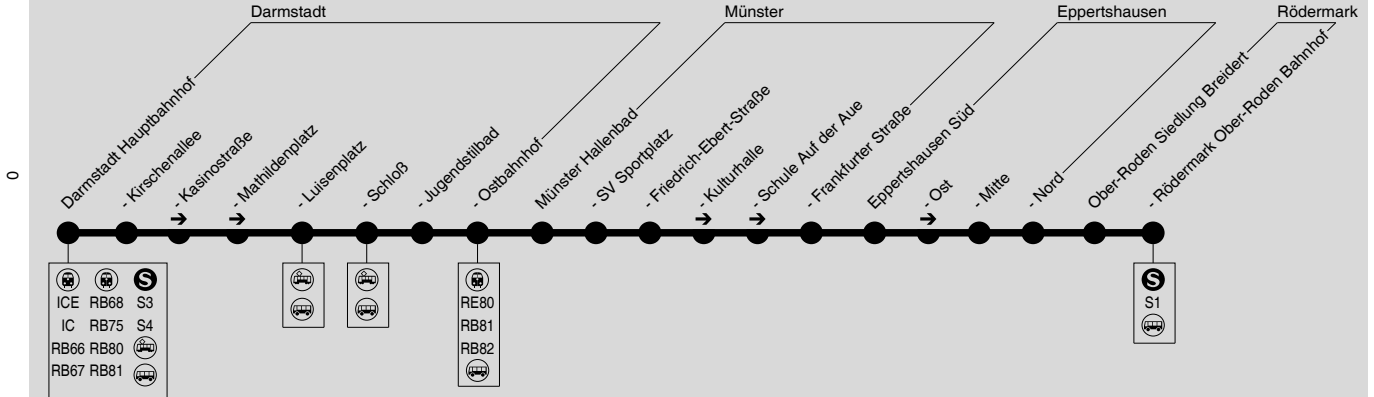 Darmstadt
Münster
Eppertshausen
Rödermark
Darmstadt Hauptbahnhof
- Kirschenallee
- Kasinostraße
- Mathildenplatz
- Luisenplatz
- Schloß
- Jugendstilbad
- Ostbahnhof
Münster Hallenbad
- SV Sportplatz
- Friedrich-Ebert-Straße
- Kulturhalle
- Schule Auf der Aue
- Frankfurter Straße
Eppertshausen Süd
- Ost
- Mitte
- Nord
Ober-Roden Siedlung Breidert
- Rödermark Ober-Roden Bahnhof
0
S
ICE RB68 S3
IC RB75 S4
RB66 RB80
RB67 RB81
RE80
RB81
RB82
S
S1